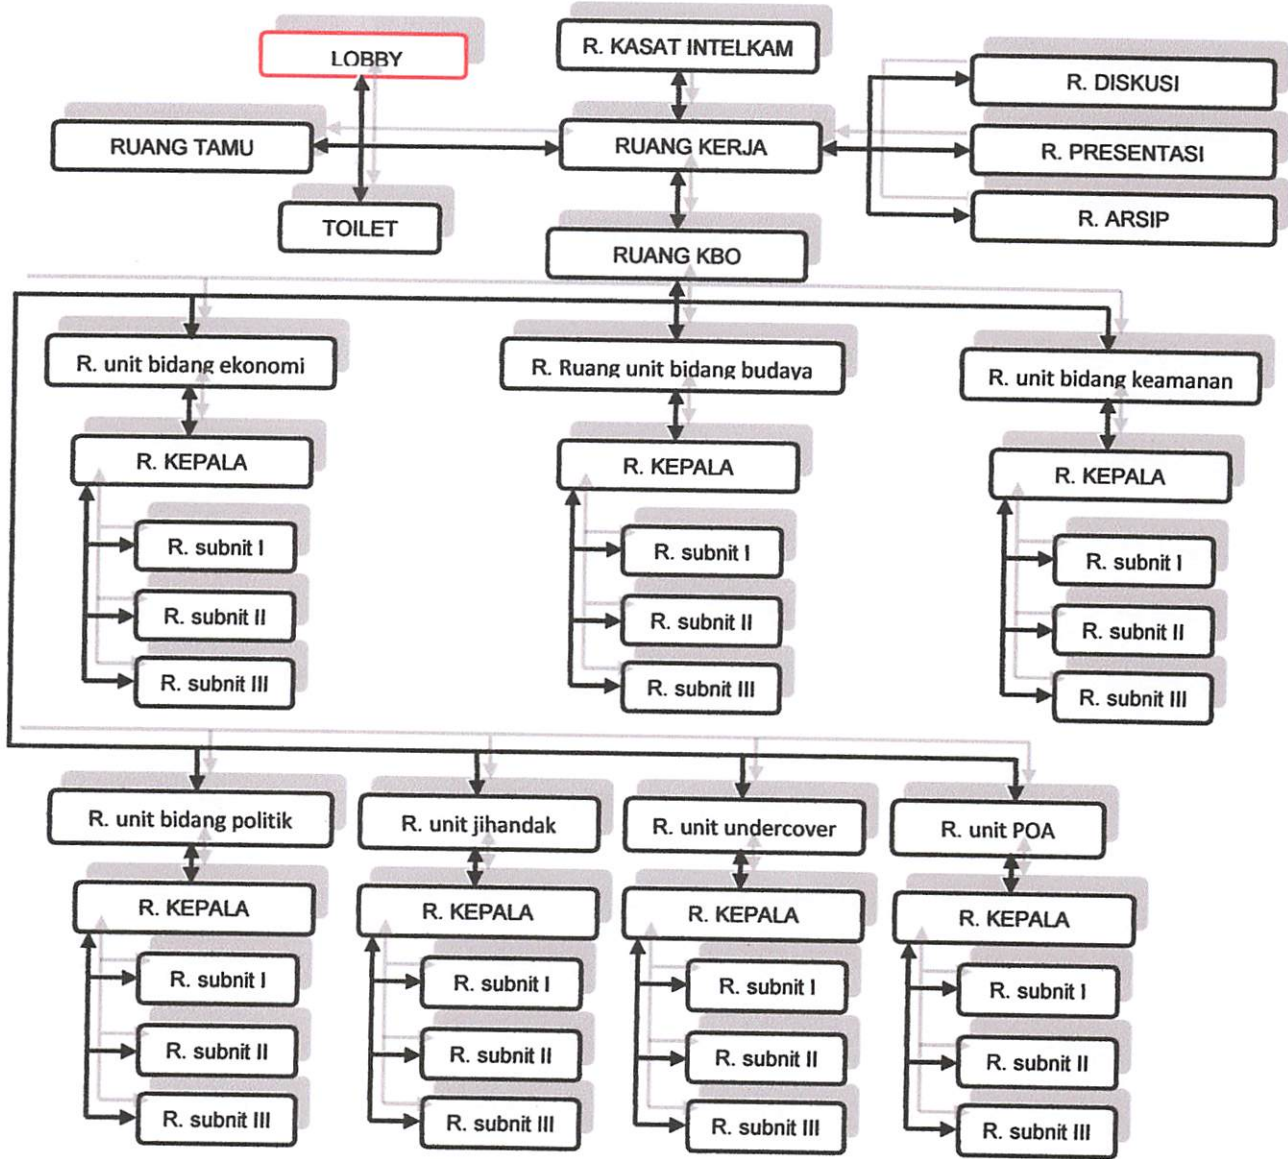 LOBBY
R. KASAT INTELKAM
R. DISKUSI
RUANG TAMU
RUANG KERJA
R. PRESENTASI
TOILET
R. ARSIP
RUANG KBO
R. unit bidang ekonomi
R. Ruang unit bidang budaya
R. unit bidang keamanan
R. KEPALA
R. KEPALA
R. KEPALA
R. subnit I
R. subnit I
R. subnit I
R. subnit II
R. subnit II
R. subnit II
R. subnit III
R. subnit III
R. subnit III
R. unit bidang politik
R. unit jihandak
R. unit undercover
R. unit POA
R. KEPALA
R. KEPALA
R. KEPALA
R. KEPALA
R. subnit I
R. subnit I
R. subnit I
R. subnit I
R. subnit II
R. subnit II
R. subnit II
R. subnit II
R. subnit III
R. subnit III
R. subnit III
R. subnit III